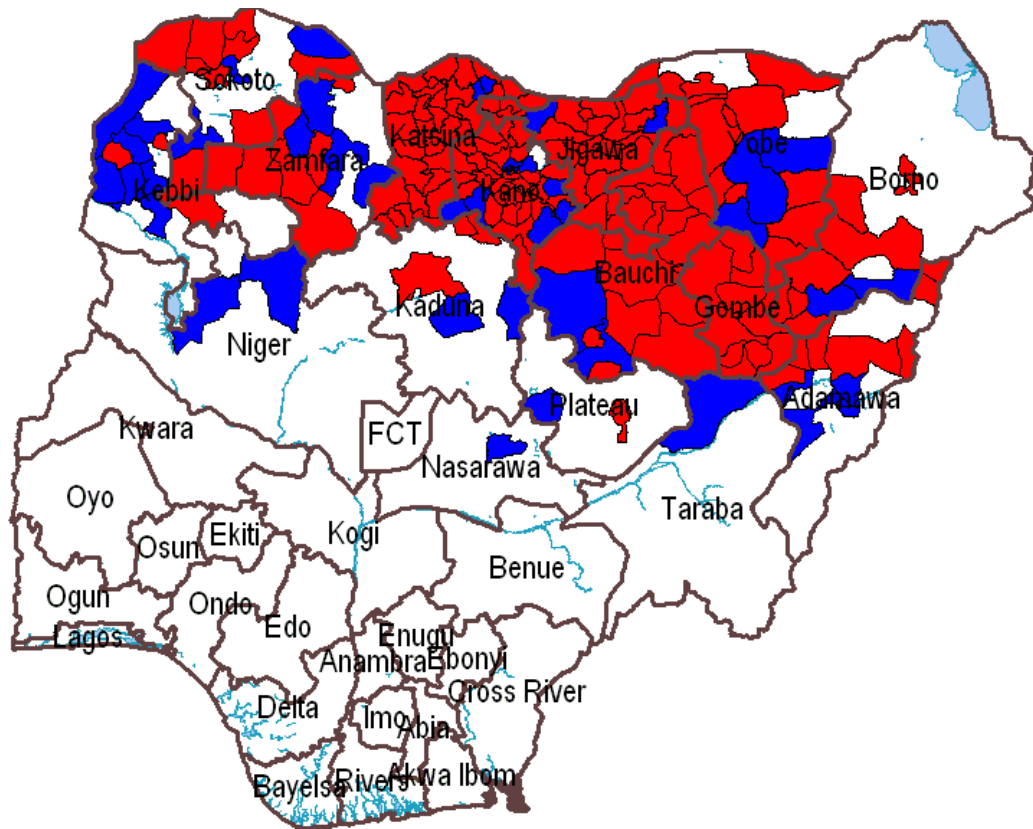 Sokoto
Katsina
Zamfara
Jigawa
Yobe
Borno
Kebbi
Kano
Bauchi
Kaduna
Gombe
Niger
Plateau
Adamawa
Kwara
FCT
Nasarawa
Oyo
Taraba
Osun
Ekiti
Kogi
Benue
Ogun
Ondo
Edo
Lagos
Enugu
Anambra
Ebonyi
Cross River
Delta
Imo
Abia
Bayelsa
Rivers
Akwa Ibom